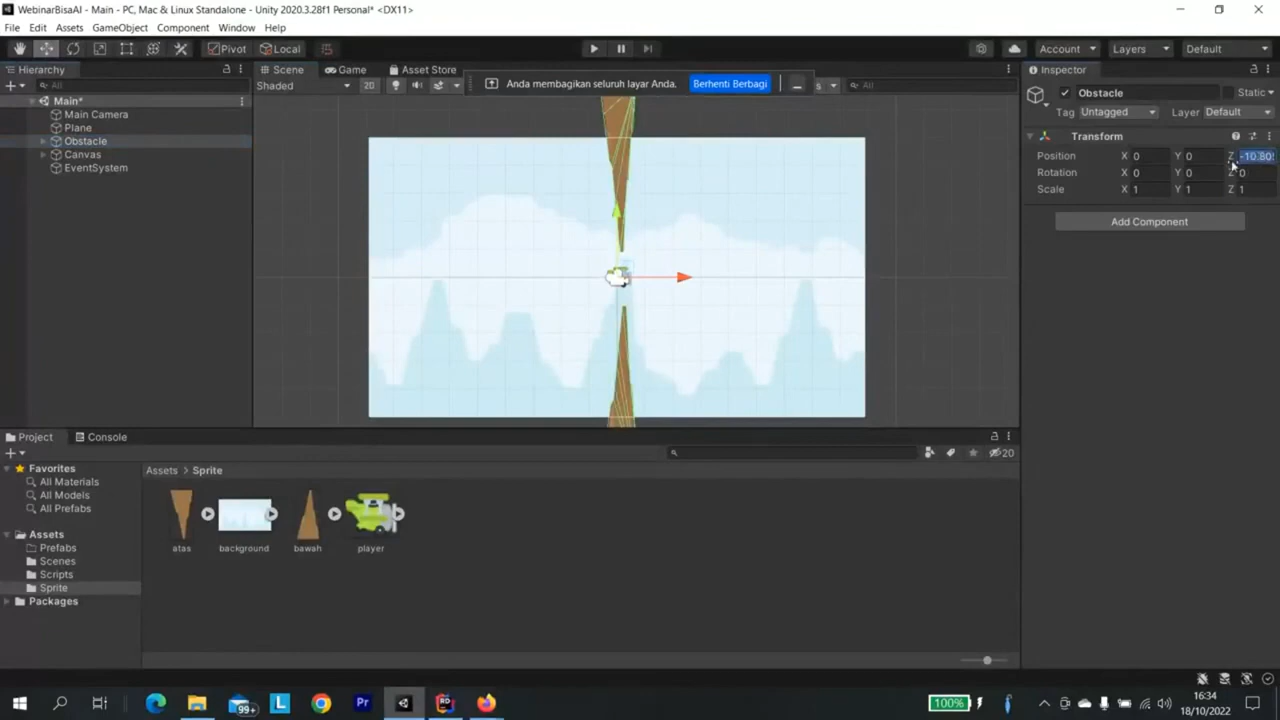 WebinarBisaAI - Main - PC, Mac & Linux Standalone - Unity 2020.3.28f1 Personal* <DX11>
File Edit Assets GameObject Component Window Help
Pivot Local Account Layers Default
Hierarchy Scene Game Asset Store Inspector
All Shaded 2D Anda membagikan seluruh layar Anda. Berhenti Berbagi s All
Obstacle Static
Main*
Main Camera
Tag Untagged Layer Default
Plane
Obstacle
Transform
Canvas
Position X 0 Y 0 Z -10.80
EventSystem
Rotation X 0 Y 0 Z 0
Scale X 1 Y 1 Z 1
Add Component
Project Console
20
Favorites
Assets > Sprite
All Materials
All Models
All Prefabs
Assets
Prefabs
atas background bawah player
Scenes
Scripts
Sprite
Packages
99+ L Pr RD 100% 16:34
18/10/2022